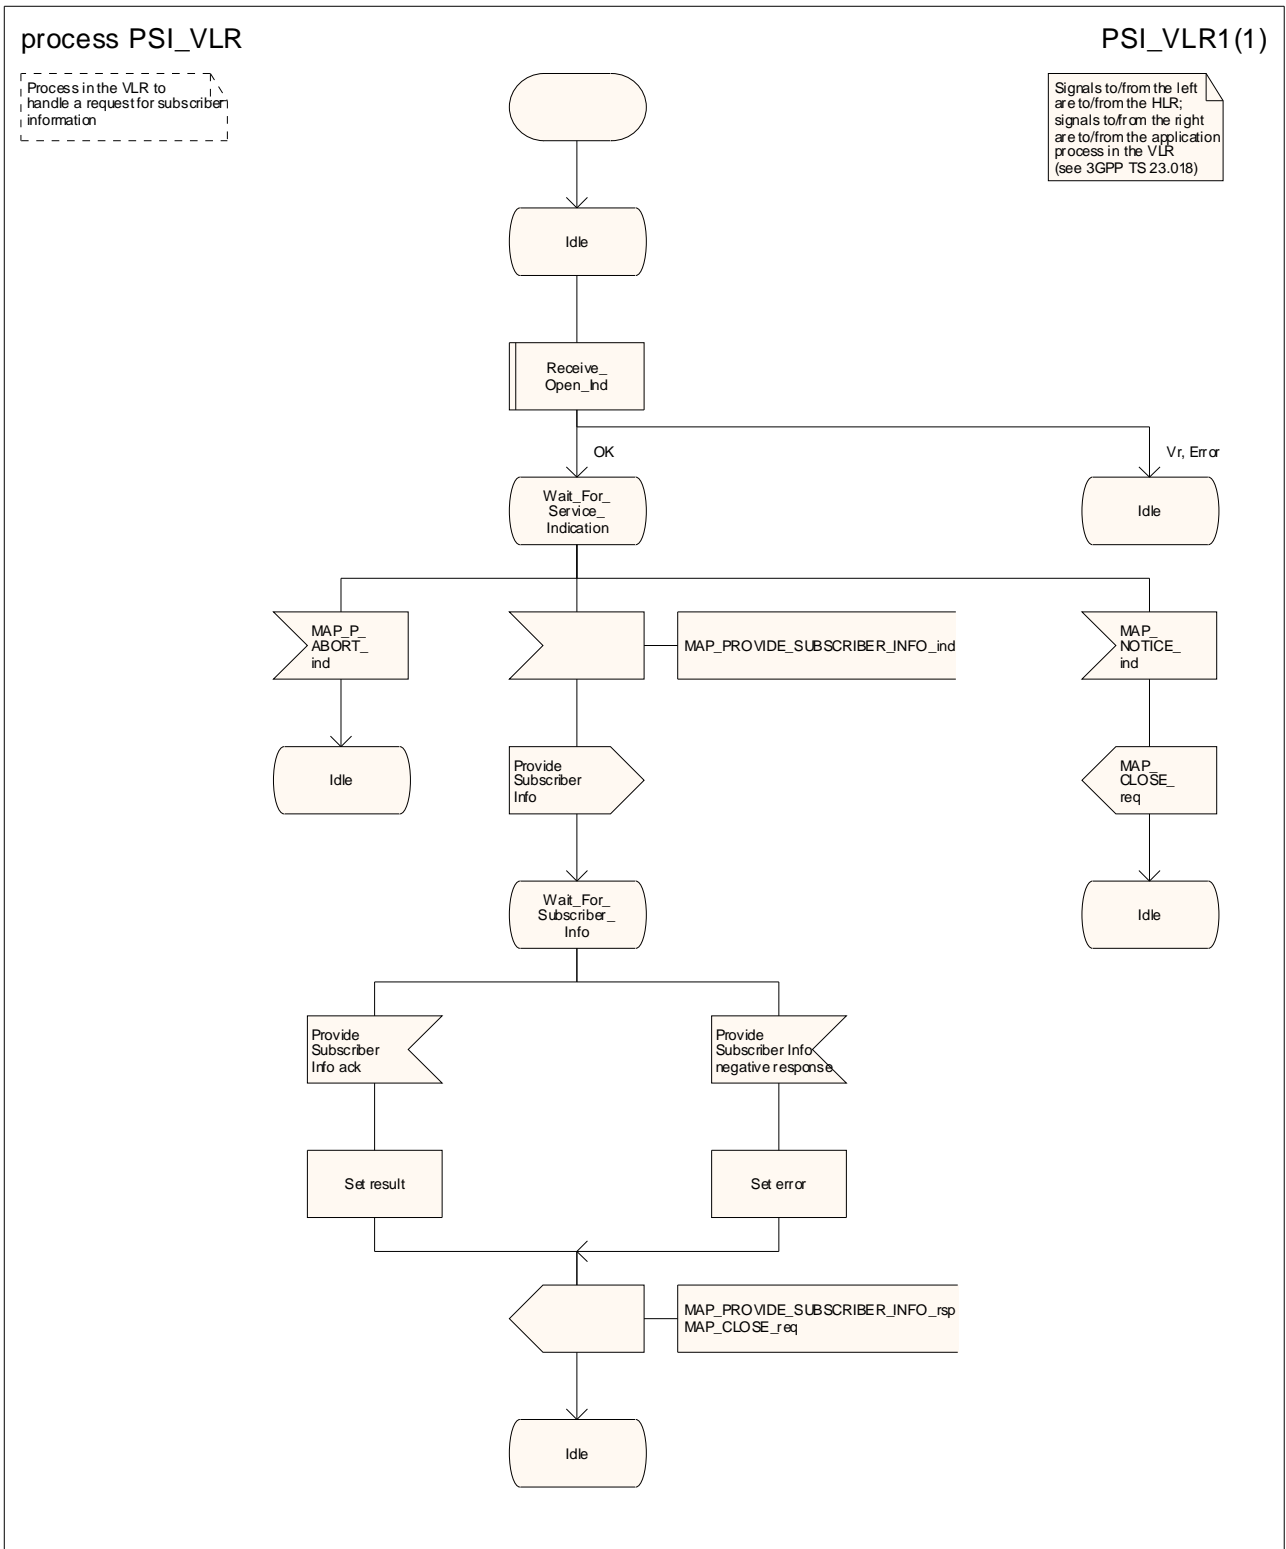 process PSI_VLR
PSI_VLR1(1)
Process in the VLR to
handle a request for subscriber
information
Signals to/from the left
are to/from the HLR;
signals to/from the right
are to/from the application
process in the VLR
(see 3GPP TS 23.018)
Idle
Receive_
Open_Ind
OK
Vr, Error
Wait_For_
Service_
Indication
Idle
MAP_P_
ABORT_
ind
MAP_PROVIDE_SUBSCRIBER_INFO_ind
MAP_
NOTICE_
ind
Idle
Provide
Subscriber
Info
MAP_
CLOSE_
req
Wait_For_
Subscriber_
Info
Idle
Provide
Subscriber
Info ack
Provide
Subscriber Info
negative response
Set result
Set error
MAP_PROVIDE_SUBSCRIBER_INFO_rsp
MAP_CLOSE_req
Idle